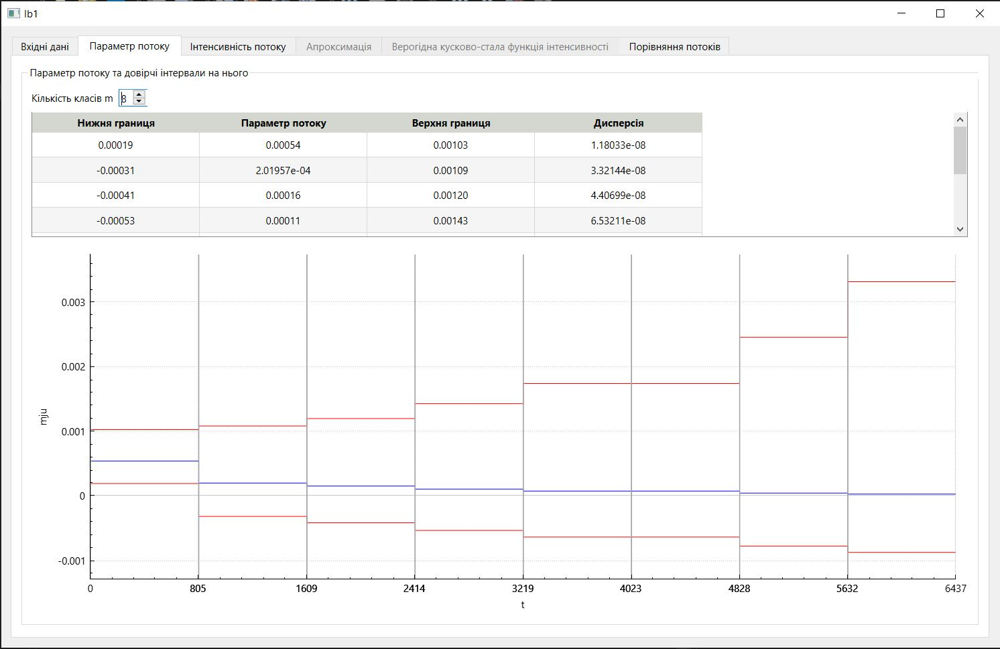 lb1
Вхідні дані Параметр потоку Інтенсивність потоку Апроксимація Верогідна кусково-стала функція інтенсивності Порівняння потоків
Параметр потоку та довірчі інтервали на нього
Кількість класів m 8
Нижня границя Параметр потоку Верхня границя Дисперсія
0.00019 0.00054 0.00103 1.18033e-08
-0.00031 2.01957e-04 0.00109 3.32144e-08
-0.00041 0.00016 0.00120 4.40699e-08
-0.00053 0.00011 0.00143 6.53211e-08
0.003
0.002
0.001
0
-0.001
mju
0 805 1609 2414 3219 4023 4828 5632 6437
t